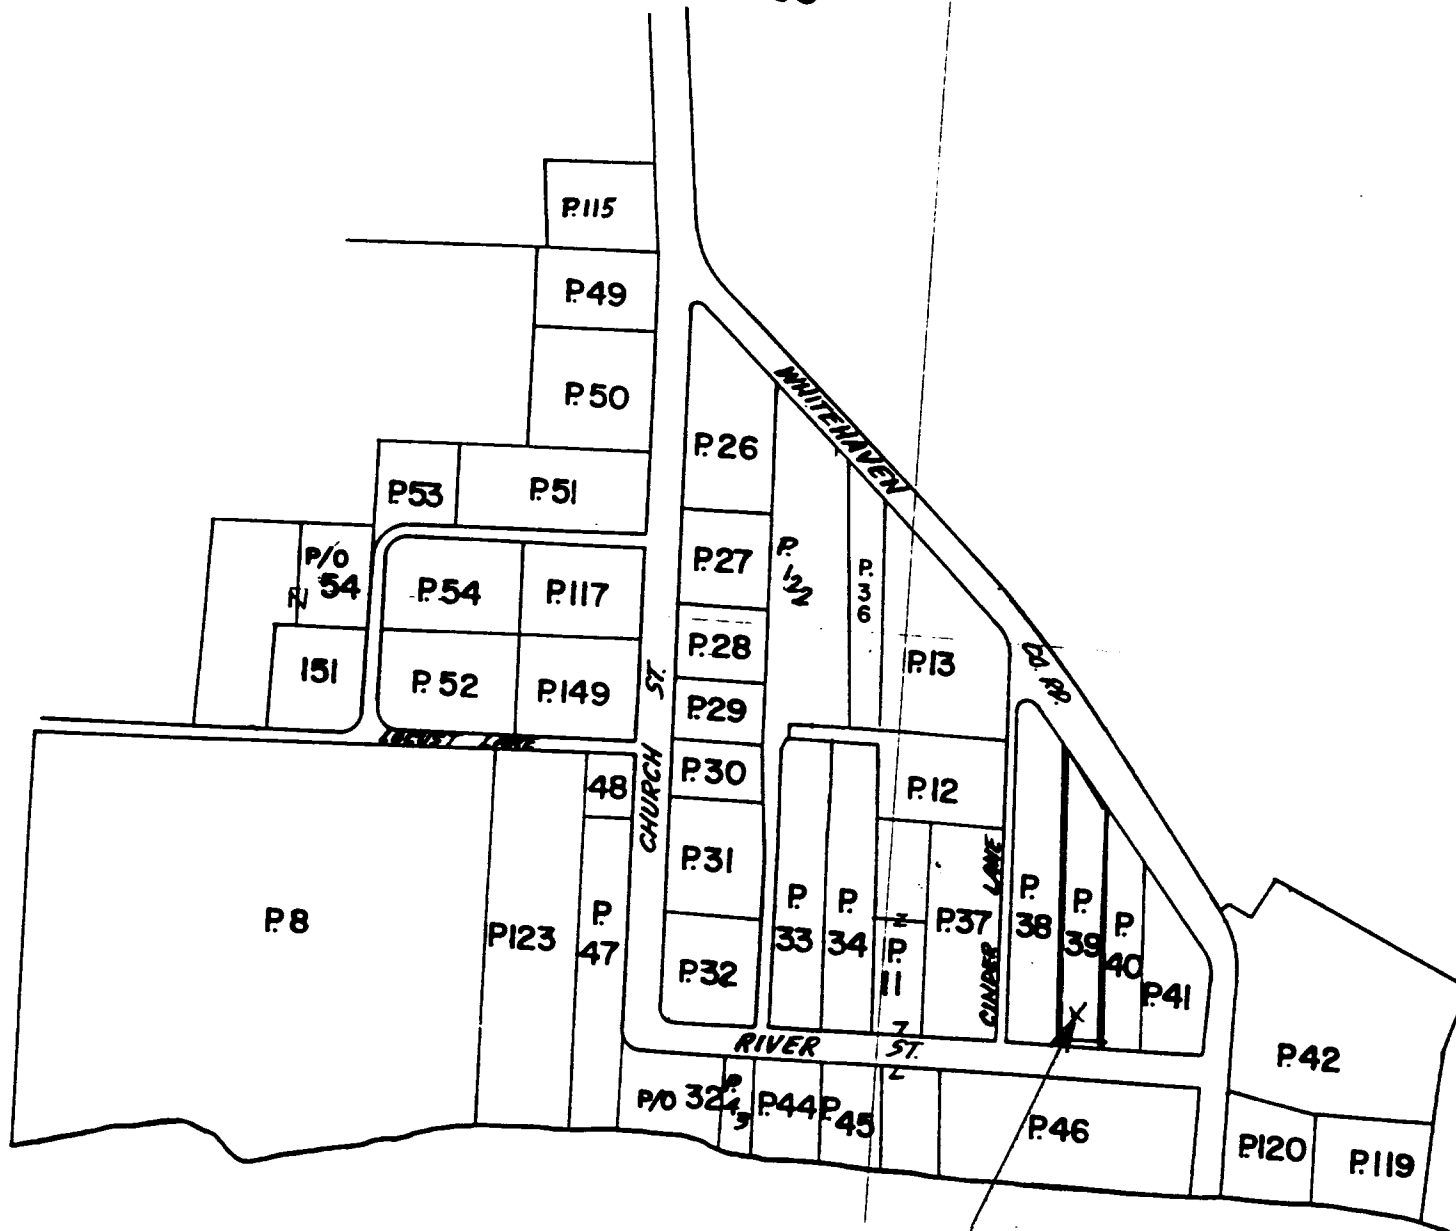 P.115
P.49
P.50
WHITEHAVEN
CO. RD.
P.26
P.53
P.51
P.27
P.
122
P.
3
6
P/O
54
P.54
P.117
P.28
P.13
151
P.52
P.149
ST.
P.29
LOCUST LANE
CHURCH
P.30
48
P.12
P.31
CINDER LANE
P.8
P.123
P.
47
P.
33
P.
34
P.
11
P.37
P.
38
P.
39
P.
40
P.41
P.32
X
RIVER ST.
P.42
P/O 32
P.
43
P.44
P.45
P.46
P.120
P.119